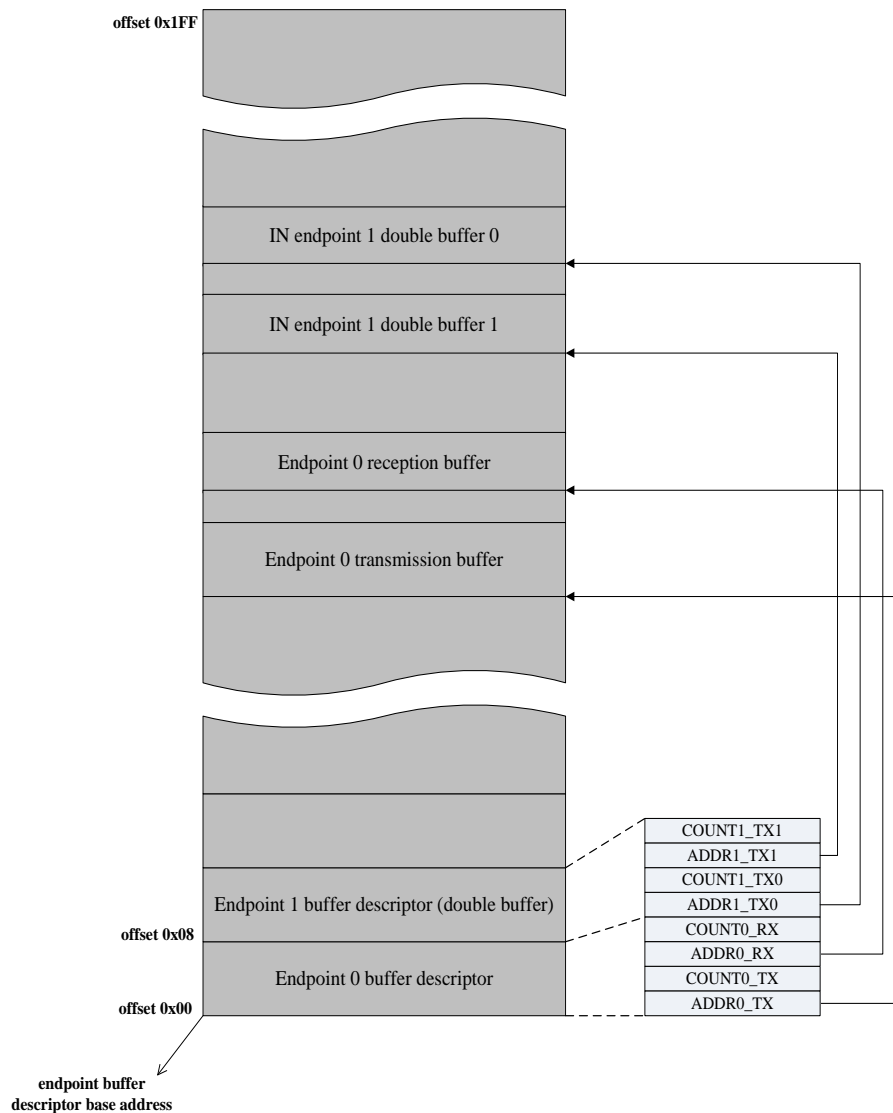 offset 0x1FF
IN endpoint 1 double buffer 0
IN endpoint 1 double buffer 1
Endpoint 0 reception buffer
Endpoint 0 transmission buffer
COUNT1_TX1
ADDR1_TX1
COUNT1_TX0
Endpoint 1 buffer descriptor (double buffer)
ADDR1_TX0
COUNT0_RX
offset 0x08
ADDR0_RX
Endpoint 0 buffer descriptor
COUNT0_TX
ADDR0_TX
offset 0x00
endpoint buffer
descriptor base address